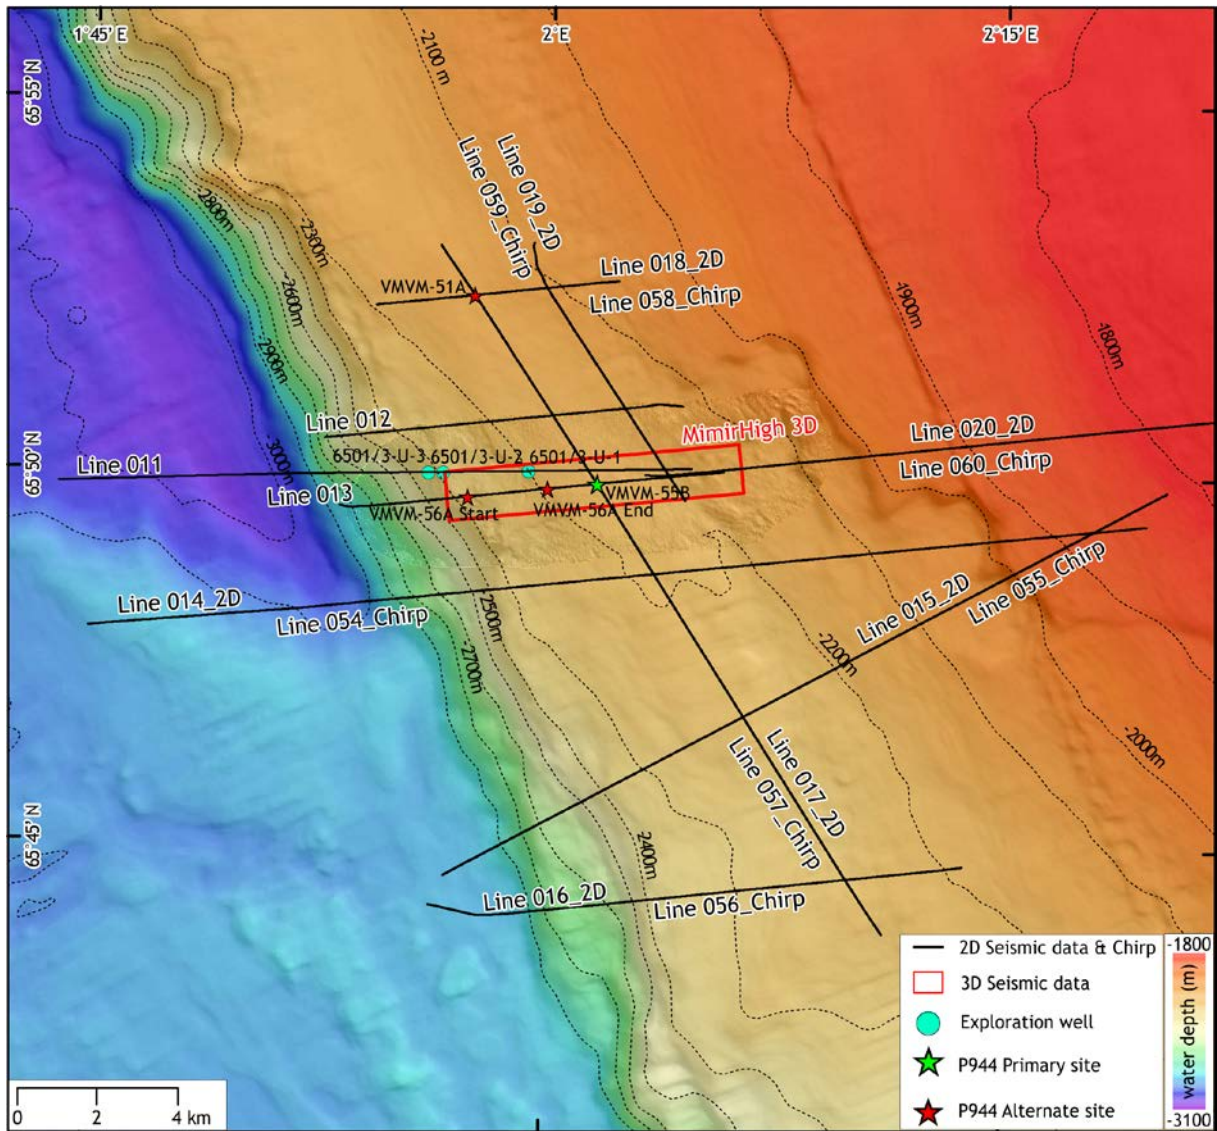 1°45' E
2°E
2°15' E
-2100 m
65°55' N
Line 019_2D
Line 059_Chirp
-2800m
-2300m
Line 018_2D
VMVM-51A
Line 058_Chirp
-2600m
-1900m
-1800m
-2900m
Line 012
MimirHigh 3D
Line 020_2D
65°50' N
Line 011
3000m
6501/3-U-3
6501/3-U-2
6501/3-U-1
Line 060_Chirp
Line 013
VMVM-55B
VMVM-56A Start
VMVM-56A End
Line 014_2D
Line 054_Chirp
-2500m
Line 015_2D
Line 055_Chirp
-2700m
-2200m
-2000m
Line 017_2D
Line 057_Chirp
65°45' N
2400m
Line 016_2D
Line 056_Chirp
2D Seismic data & Chirp
3D Seismic data
Exploration well
P944 Primary site
P944 Alternate site
-1800
water depth (m)
-3100
0 2 4 km